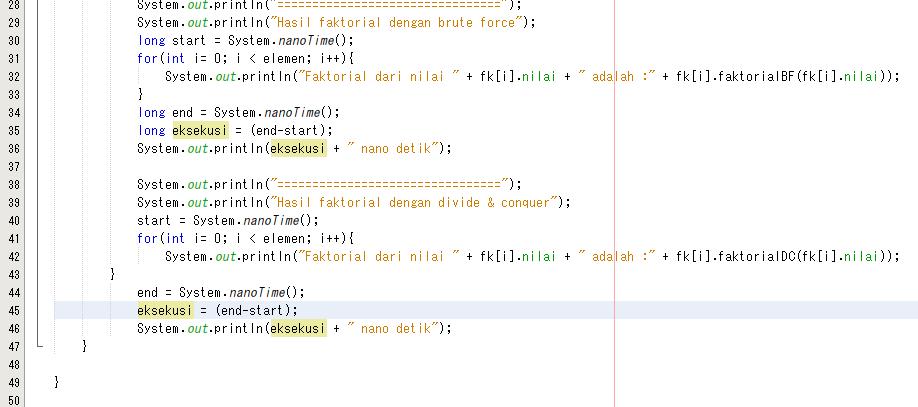 28 System.out.println("================================");
29 System.out.println("Hasil faktorial dengan brute force");
30 long start = System.nanoTime();
31 for(int i= 0; i < elemen; i++){
32 System.out.println("Faktorial dari nilai " + fk[i].nilai + " adalah :" + fk[i].faktorialBF(fk[i].nilai));
33 }
34 long end = System.nanoTime();
35 long eksekusi = (end-start);
36 System.out.println(eksekusi + " nano detik");
37
38 System.out.println("================================");
39 System.out.println("Hasil faktorial dengan divide & conquer");
40 start = System.nanoTime();
41 for(int i= 0; i < elemen; i++){
42 System.out.println("Faktorial dari nilai " + fk[i].nilai + " adalah :" + fk[i].faktorialDC(fk[i].nilai));
43 }
44 end = System.nanoTime();
45 eksekusi = (end-start);
46 System.out.println(eksekusi + " nano detik");
47 }
48
49 }
50